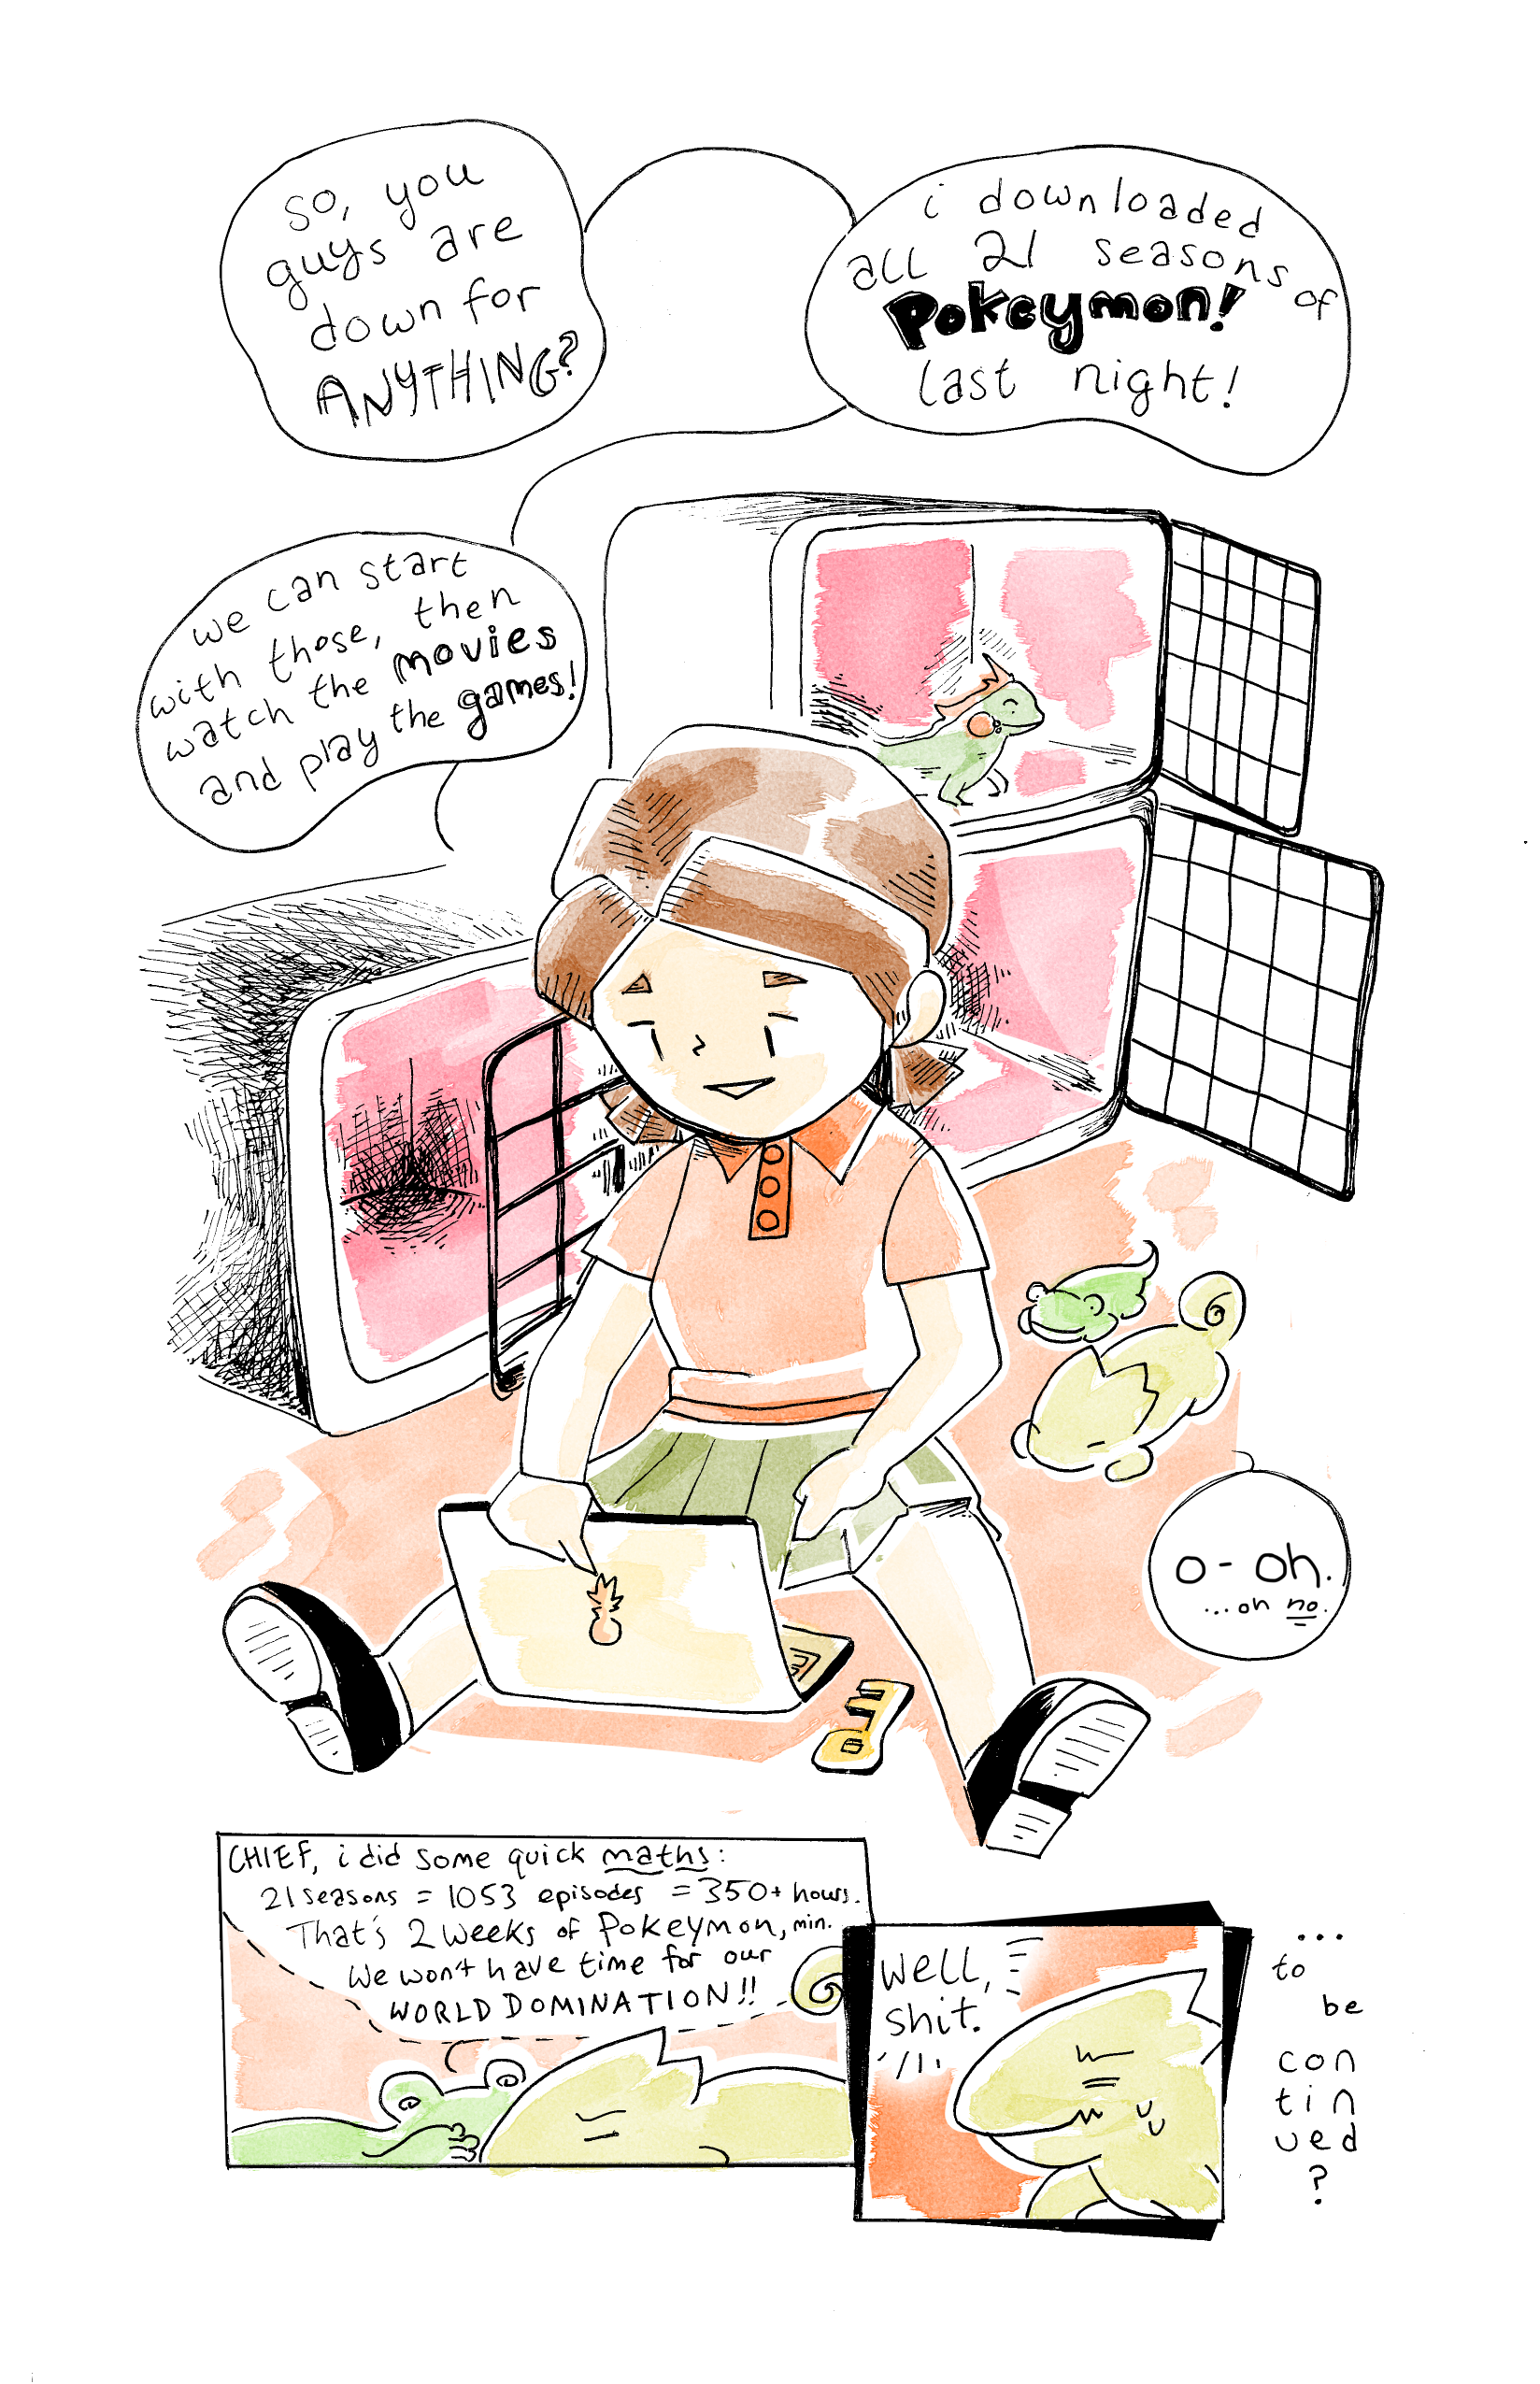 so, you
guys are
down for
ANYTHING?
i downloaded
all 21 seasons of
Pokeymon!
last night!
we can start
with those, then
watch the movies
and play the games!
o-oh.
...oh no.
CHIEF, i did some quick maths:
21 seasons = 1053 episodes = 350+ hours.
That's 2 weeks of Pokeymon, min.
We won't have time for our
WORLD DOMINATION!!
well,
shit.
...
to
be
con
tin
ued
?